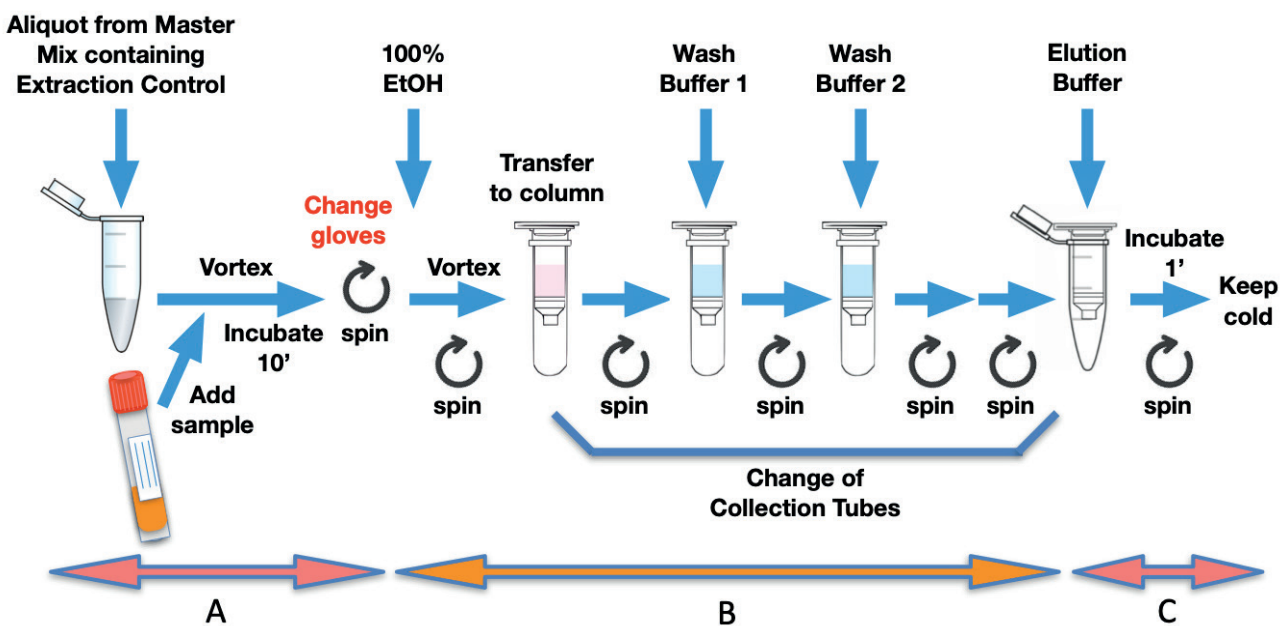 Aliquot from Master
Mix containing
Extraction Control
100%
EtOH
Wash
Buffer 1
Wash
Buffer 2
Elution
Buffer
Transfer
to column
Change
gloves
Vortex
Incubate
10’
spin
Add
sample
Vortex
spin
spin
spin
spin
spin
Incubate
1’
spin
Keep
cold
Change of
Collection Tubes
A
B
C